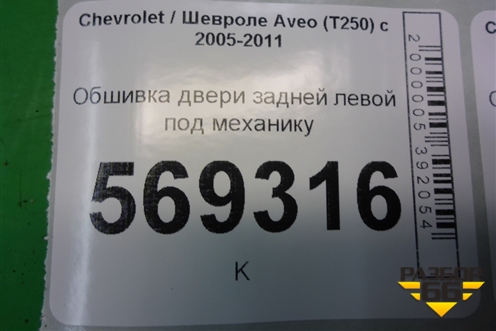 Chevrolet / Шевроле Aveo (T250) с
2005-2011
Обшивка двери задней левой
под механику
569316
К
2000005392054
РАЗБОР
66